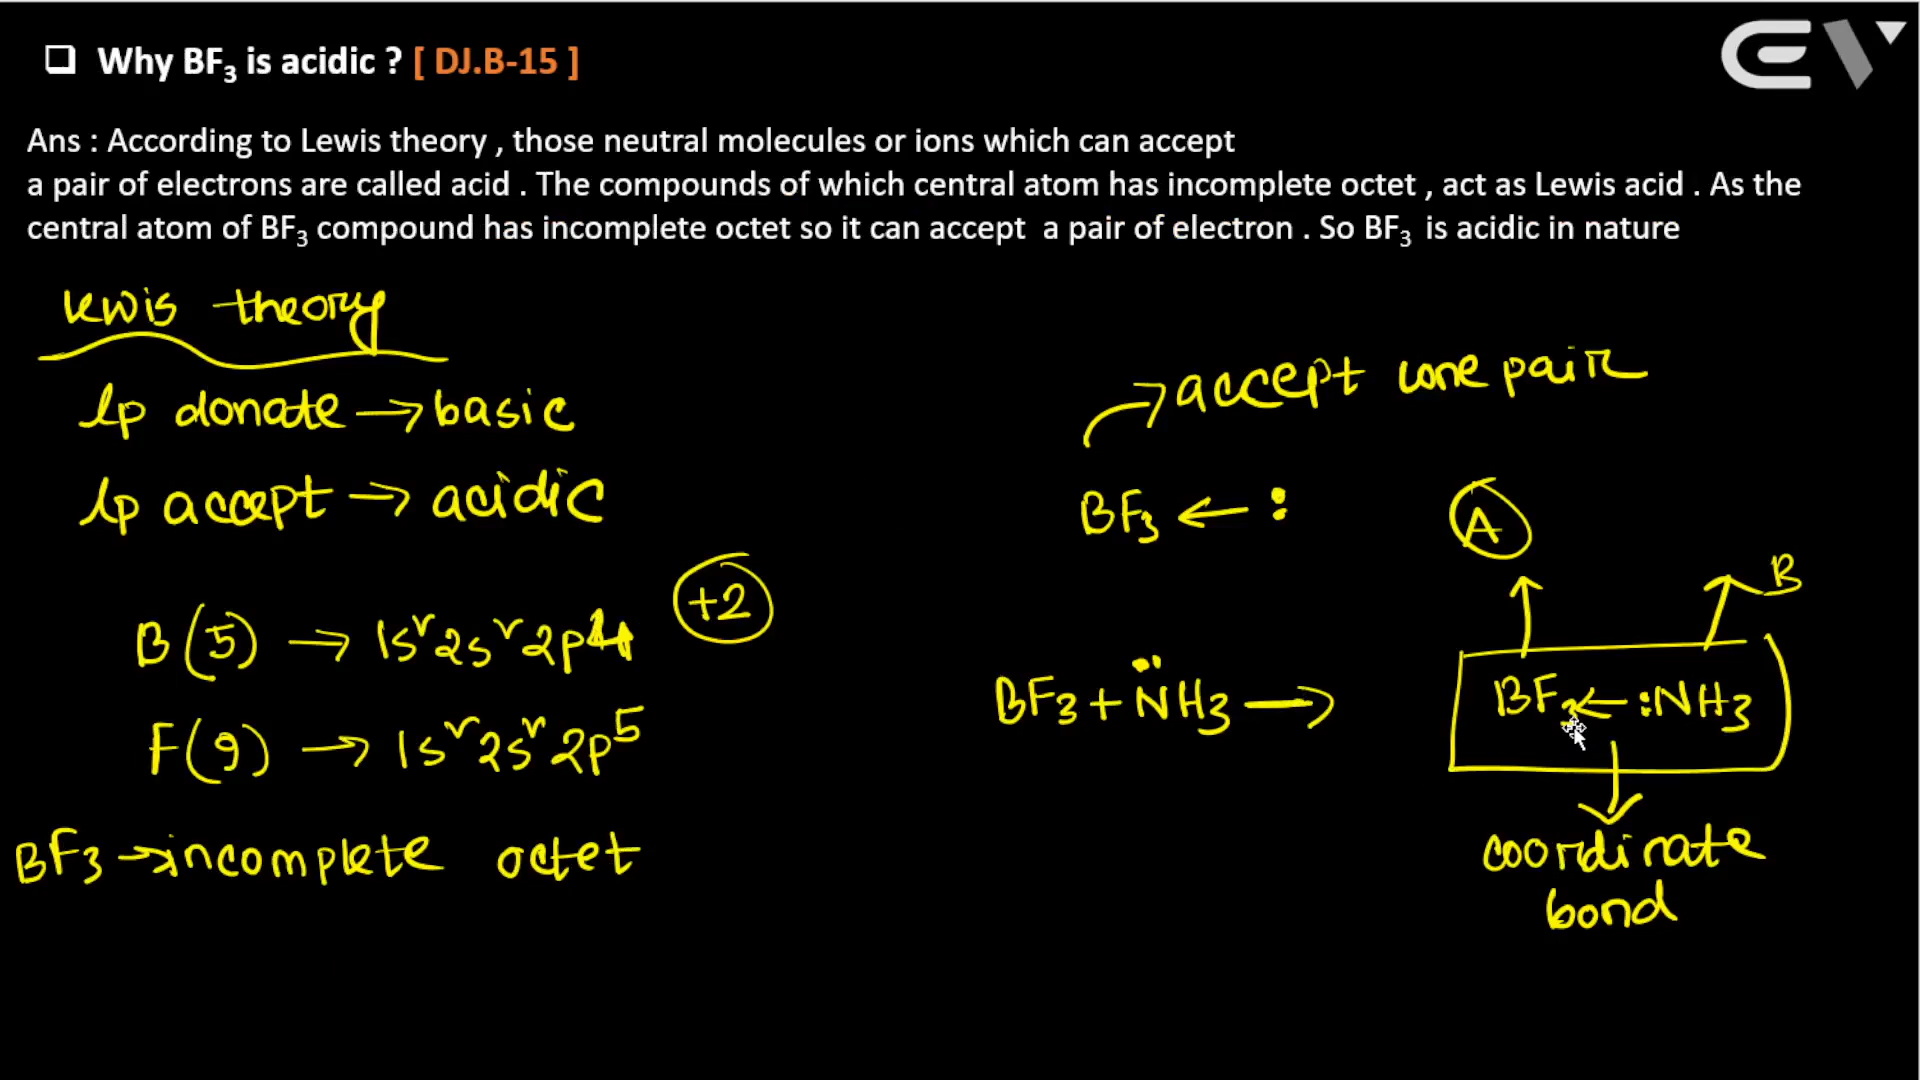 ❑ Why BF₃ is acidic ? [ DJ.B-15 ]
EV
Ans : According to Lewis theory , those neutral molecules or ions which can accept
a pair of electrons are called acid . The compounds of which central atom has incomplete octet , act as Lewis acid . As the
central atom of BF₃ compound has incomplete octet so it can accept a pair of electron . So BF₃ is acidic in nature
Lewis theory
lp donate → basic
lp accept → acidic
B (5) → 1s² 2s² 2p
+2
F (9) → 1s² 2s² 2p⁵
BF₃ → incomplete octet
→ accept lone pair
BF₃ ← :
A
B
BF₃ + N̈H₃ →
BF₃ ← :NH₃
coordinate
bond